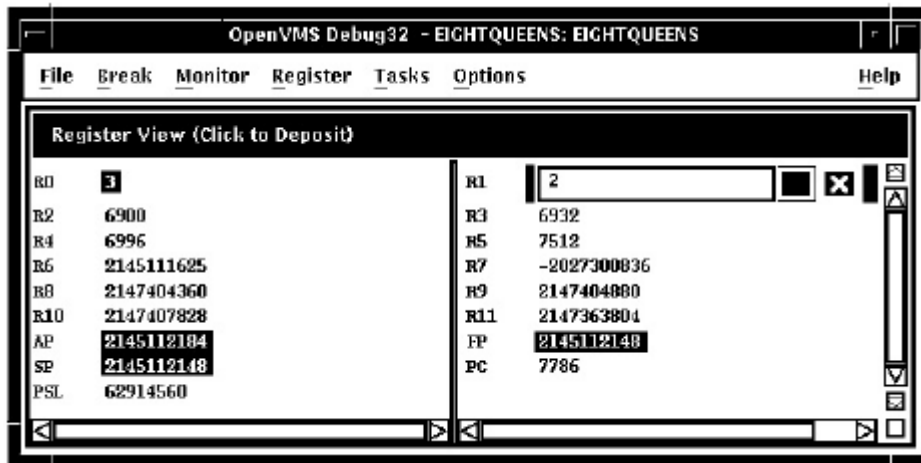 OpenVMS Debug32 - EIGHTQUEENS: EIGHTQUEENS
File Break Monitor Register Tasks Options Help
Register View (Click to Deposit)
R0 3 R1 2
R2 6900 R3 6932
R4 6996 R5 7512
R6 2145111625 R7 -2027300836
R8 2147404360 R9 2147404880
R10 2147407828 R11 2147363804
AP 2145112184 FP 2145112148
SP 2145112148 PC 7786
PSL 62914560